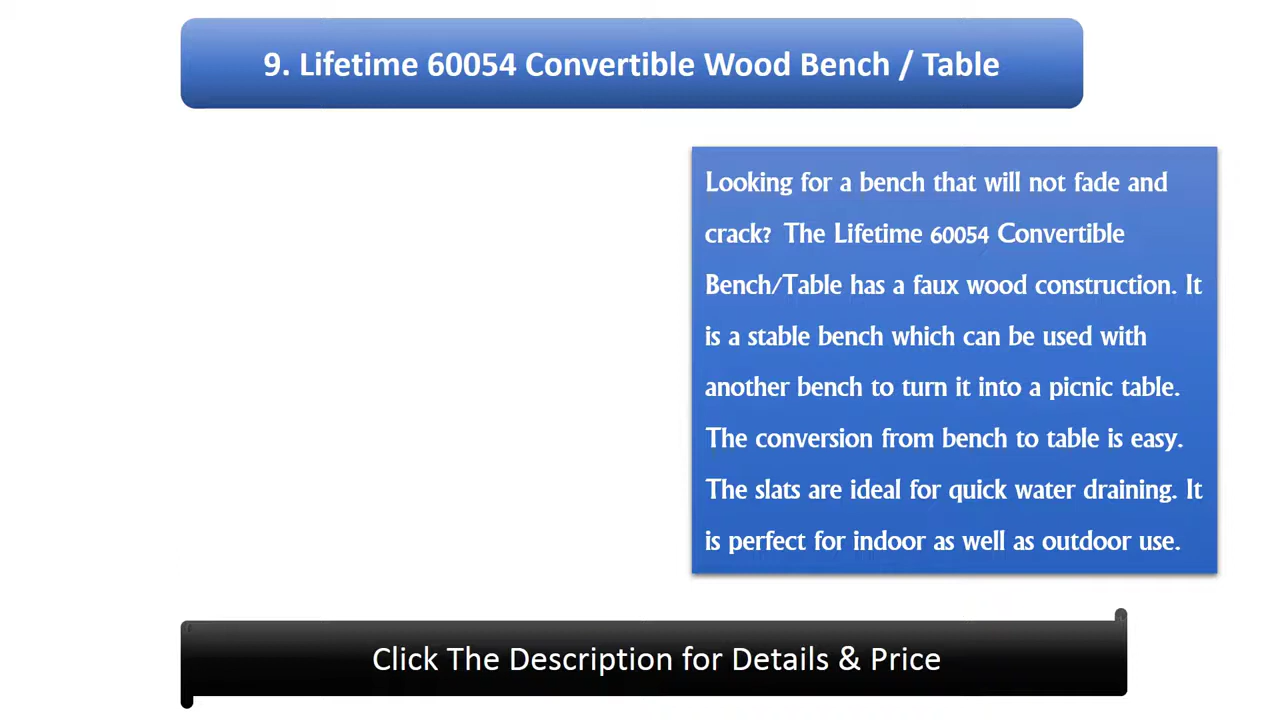 9. Lifetime 60054 Convertible Wood Bench / Table
Looking for a bench that will not fade and
crack? The Lifetime 60054 Convertible
Bench/Table has a faux wood construction. It
is a stable bench which can be used with
another bench to turn it into a picnic table.
The conversion from bench to table is easy.
The slats are ideal for quick water draining. It
is perfect for indoor as well as outdoor use.
Click The Description for Details & Price